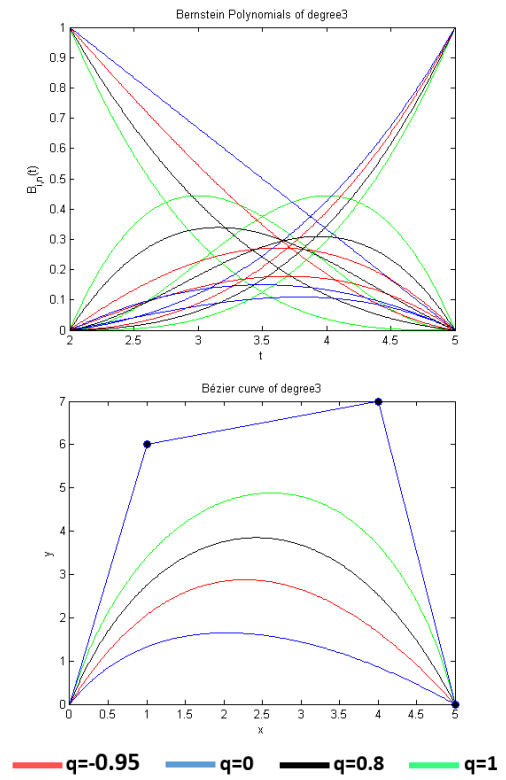 Bernstein Polynomials of degree3
1
0.9
0.8
0.7
0.6
0.5
0.4
0.3
0.2
0.1
0
B_{i,n}(t)
2 2.5 3 3.5 4 4.5 5
t
Bézier curve of degree3
7
6
5
4
3
2
1
0
y
0 0.5 1 1.5 2 2.5 3 3.5 4 4.5 5
x
q=-0.95 q=0 q=0.8 q=1